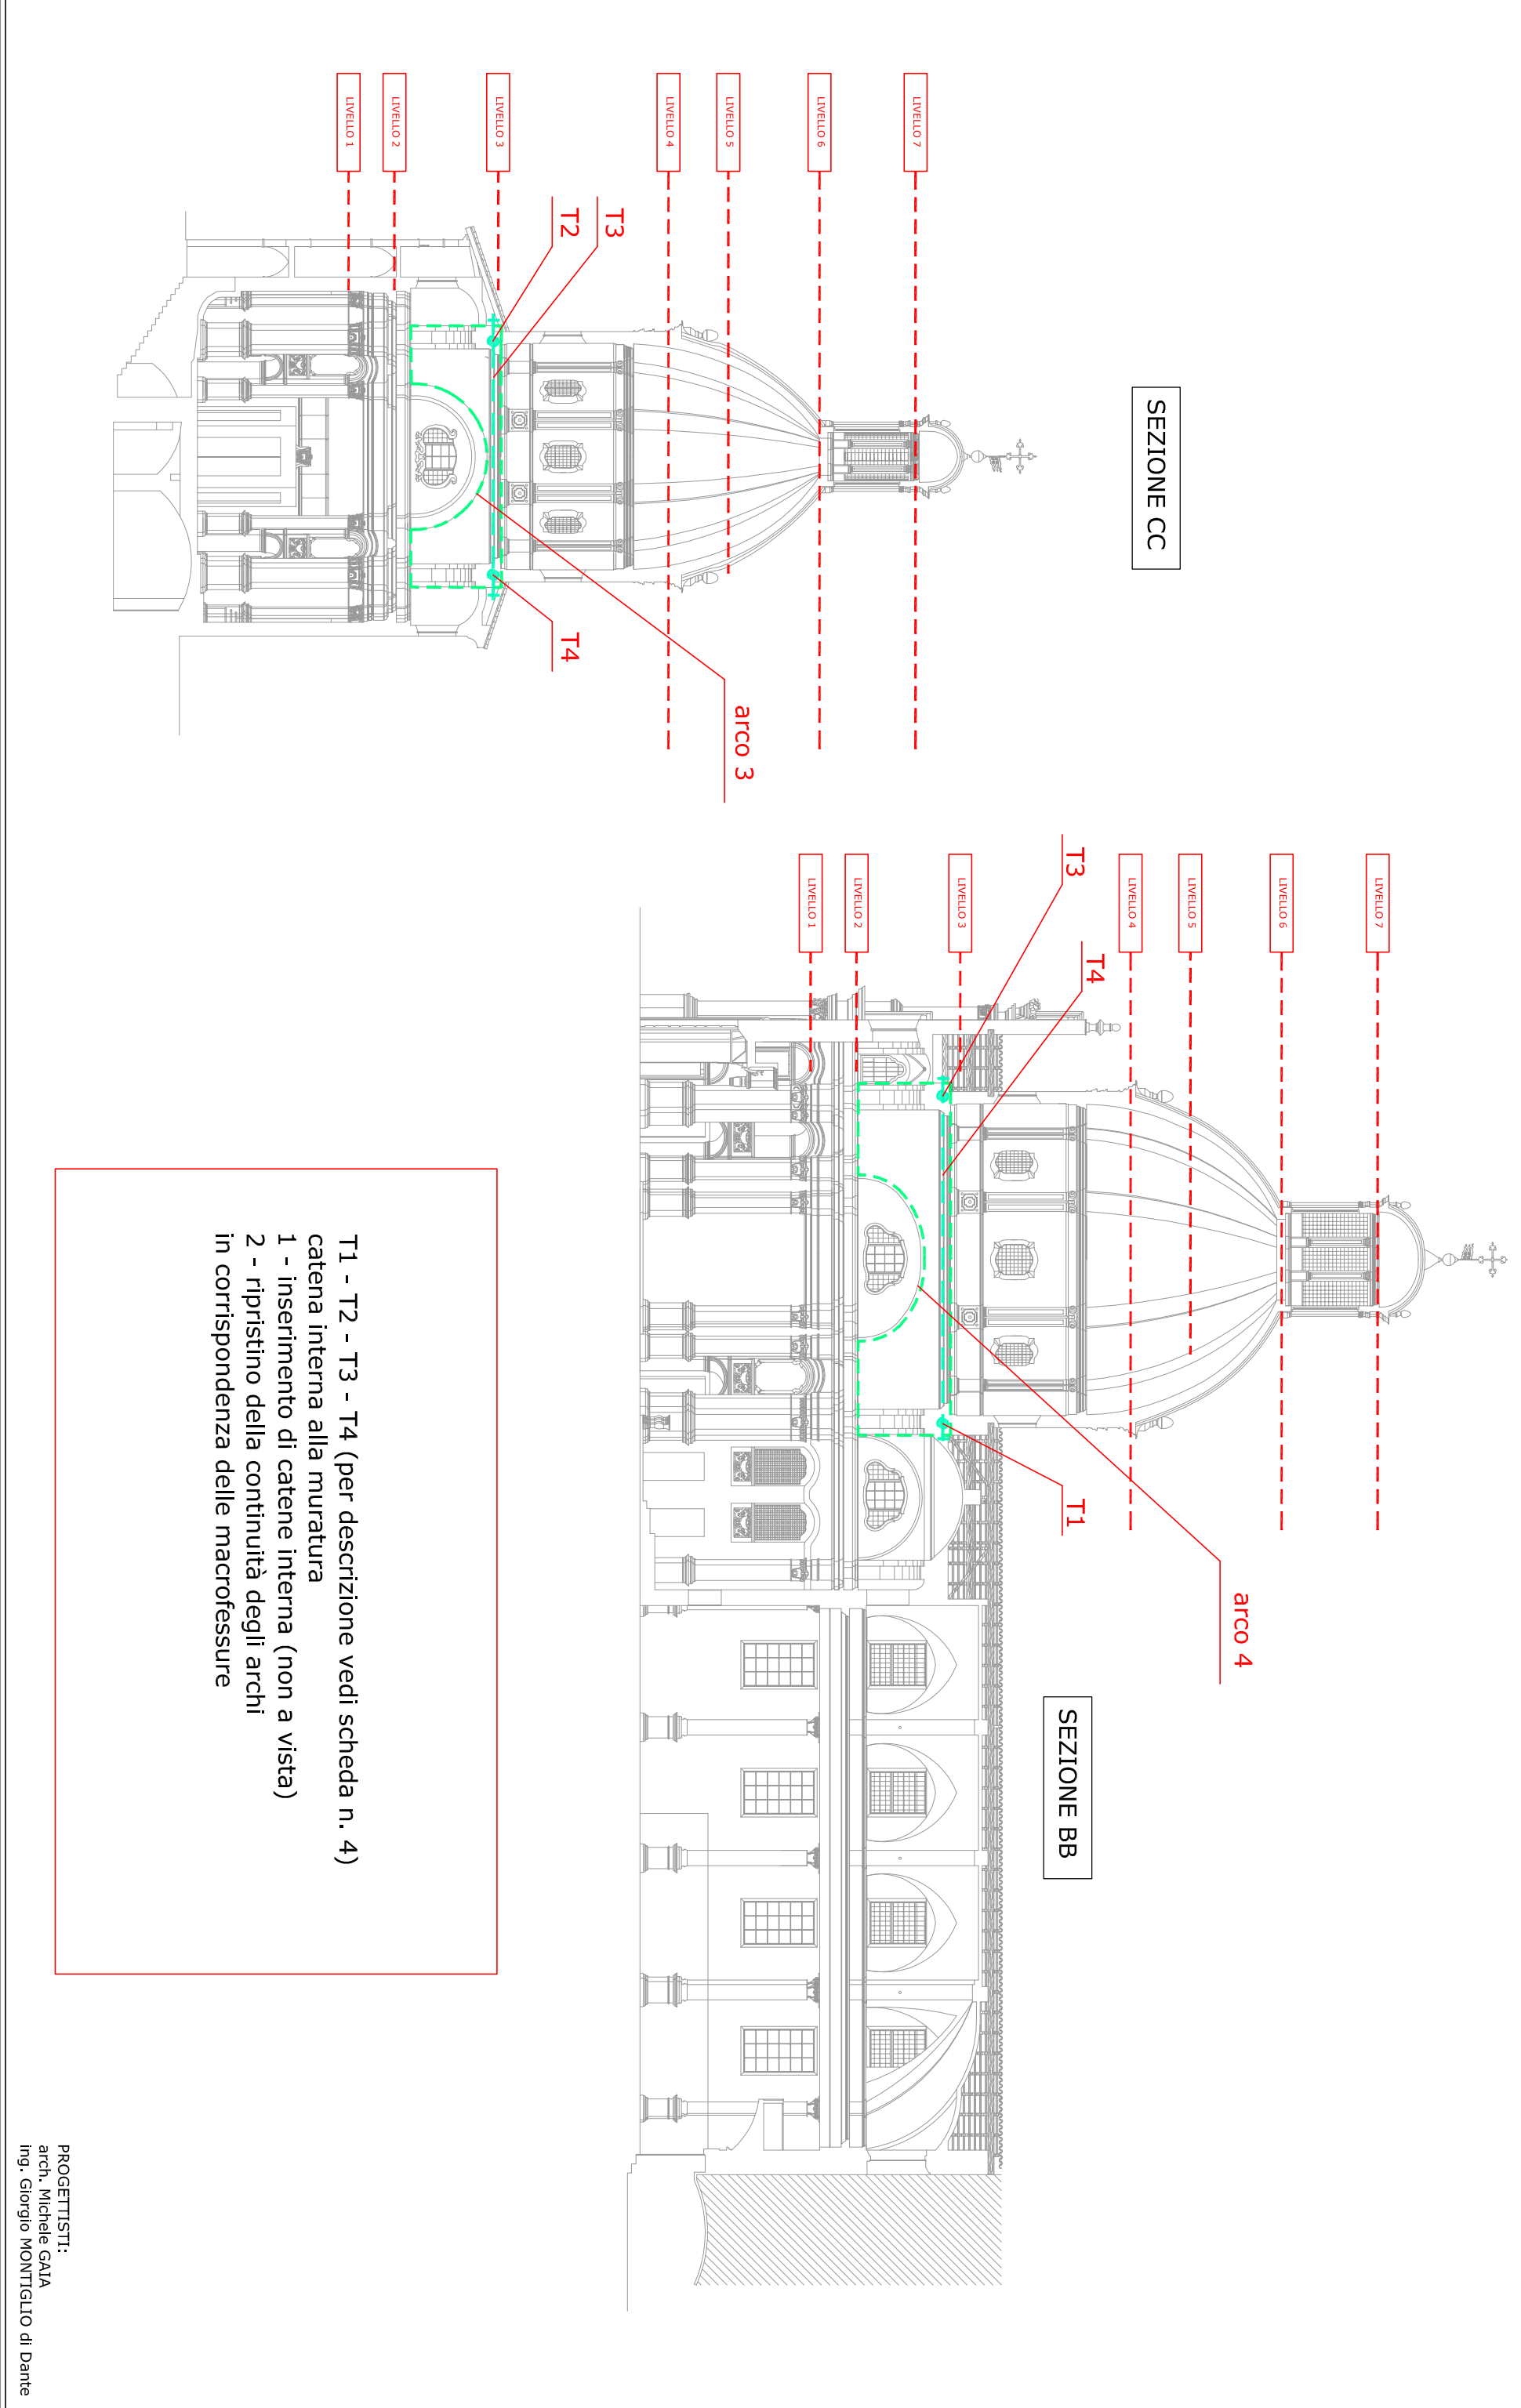 SEZIONE CC
LIVELLO 7
LIVELLO 6
LIVELLO 5
LIVELLO 4
LIVELLO 3
LIVELLO 2
LIVELLO 1
T3
T2
T4
arco 3
SEZIONE BB
LIVELLO 7
LIVELLO 6
LIVELLO 5
LIVELLO 4
LIVELLO 3
LIVELLO 2
LIVELLO 1
T4
T3
T1
arco 4
T1 - T2 - T3 - T4 (per descrizione vedi scheda n. 4)
catena interna alla muratura
1 - inserimento di catene interna (non a vista)
2 - ripristino della continuità degli archi
in corrispondenza delle macrofessure
PROGETTISTI:
arch. Michele GAIA
ing. Giorgio MONTIGLIO di Dante